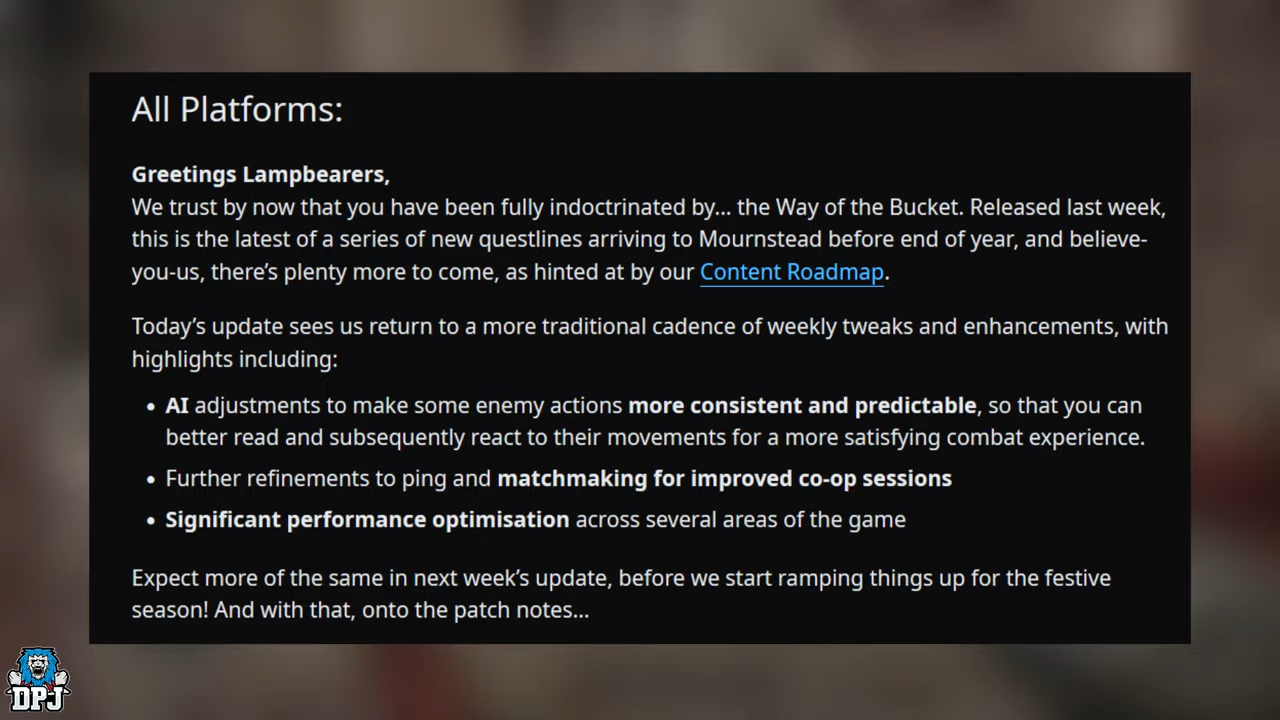 All Platforms:
Greetings Lampbearers,
We trust by now that you have been fully indoctrinated by... the Way of the Bucket. Released last week,
this is the latest of a series of new questlines arriving to Mournstead before end of year, and believe-
you-us, there's plenty more to come, as hinted at by our Content Roadmap.
Today's update sees us return to a more traditional cadence of weekly tweaks and enhancements, with
highlights including:
• AI adjustments to make some enemy actions more consistent and predictable, so that you can
better read and subsequently react to their movements for a more satisfying combat experience.
• Further refinements to ping and matchmaking for improved co-op sessions
• Significant performance optimisation across several areas of the game
Expect more of the same in next week's update, before we start ramping things up for the festive
season! And with that, onto the patch notes...
DPJ